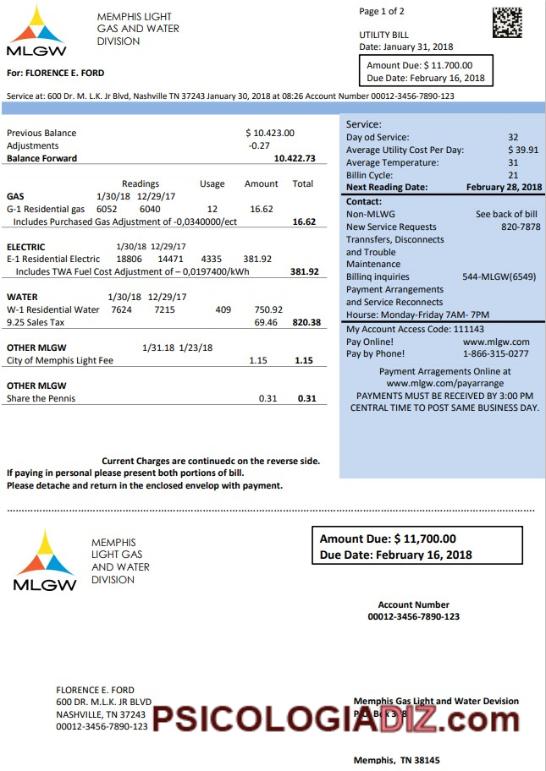 MLGW
MEMPHIS LIGHT
GAS AND WATER
DIVISION
Page 1 of 2
UTILITY BILL
Date: January 31, 2018
Amount Due: $ 11.700.00
Due Date: February 16, 2018
For: FLORENCE E. FORD
Service at: 600 Dr. M. L.K. Jr Blvd, Nashville TN 37243 January 30, 2018 at 08:26 Account Number 00012-3456-7890-123
Previous Balance $ 10.423.00
Adjustments -0.27
Balance Forward 10.422.73
Readings Usage Amount Total
GAS 1/30/18 12/29/17
G-1 Residential gas 6052 6040 12 16.62
Includes Purchased Gas Adjustment of -0,0340000/ect 16.62
ELECTRIC 1/30/18 12/29/17
E-1 Residential Electric 18806 14471 4335 381.92
Includes TWA Fuel Cost Adjustment of – 0,0197400/kWh 381.92
WATER 1/30/18 12/29/17
W-1 Residential Water 7624 7215 409 750.92
9.25 Sales Tax 69.46 820.38
OTHER MLGW 1/31.18 1/23/18
City of Memphis Light Fee 1.15 1.15
OTHER MLGW
Share the Pennis 0.31 0.31
Current Charges are continuedc on the reverse side.
If paying in personal please present both portions of bill.
Please detache and return in the enclosed envelop with payment.
Service:
Day od Service: 32
Average Utility Cost Per Day: $ 39.91
Average Temperature: 31
Billin Cycle: 21
Next Reading Date: February 28, 2018
Contact:
Non-MLWG See back of bill
New Service Requests 820-7878
Trannsfers, Disconnects
and Trouble
Maintenance
Billinq inquiries 544-MLGW(6549)
Payment Arrangements
and Service Reconnects
Hourse: Monday-Friday 7AM- 7PM
My Account Access Code: 111143
Pay Online! www.mlgw.com
Pay by Phone! 1-866-315-0277
Payment Arragements Online at
www.mlgw.com/payarrange
PAYMENTS MUST BE RECEIVED BY 3:00 PM
CENTRAL TIME TO POST SAME BUSINESS DAY.
MLGW
MEMPHIS
LIGHT GAS
AND WATER
DIVISION
Amount Due: $ 11,700.00
Due Date: February 16, 2018
Account Number
00012-3456-7890-123
FLORENCE E. FORD
600 DR. M.L.K. JR BLVD
NASHVILLE, TN 37243
00012-3456-7890-123
Memphis Gas Light and Water Division
PSICOLOGIADIZ.com
Memphis, TN 38145